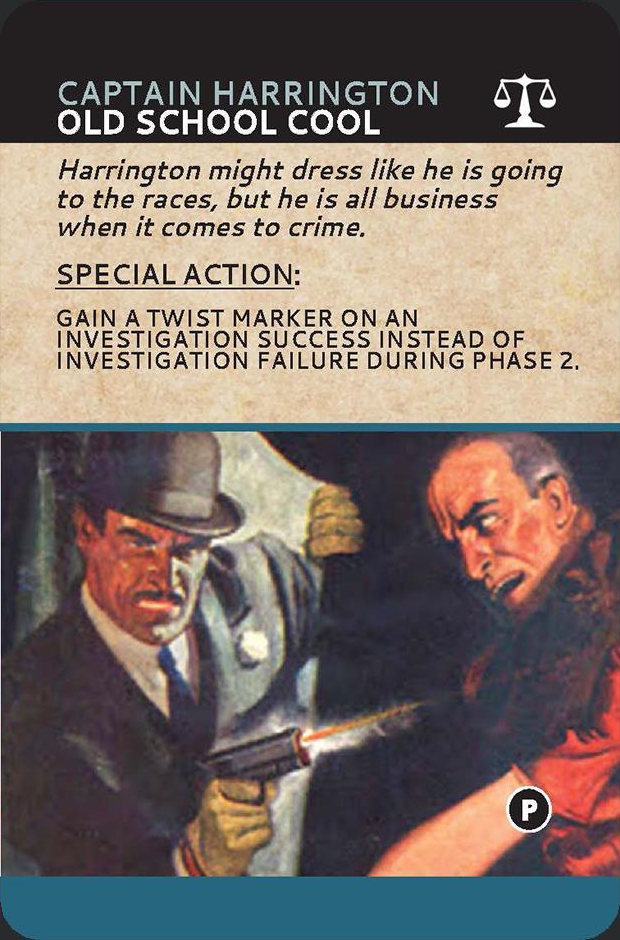 CAPTAIN HARRINGTON
OLD SCHOOL COOL
Harrington might dress like he is going
to the races, but he is all business
when it comes to crime.
SPECIAL ACTION:
GAIN A TWIST MARKER ON AN
INVESTIGATION SUCCESS INSTEAD OF
INVESTIGATION FAILURE DURING PHASE 2.
P